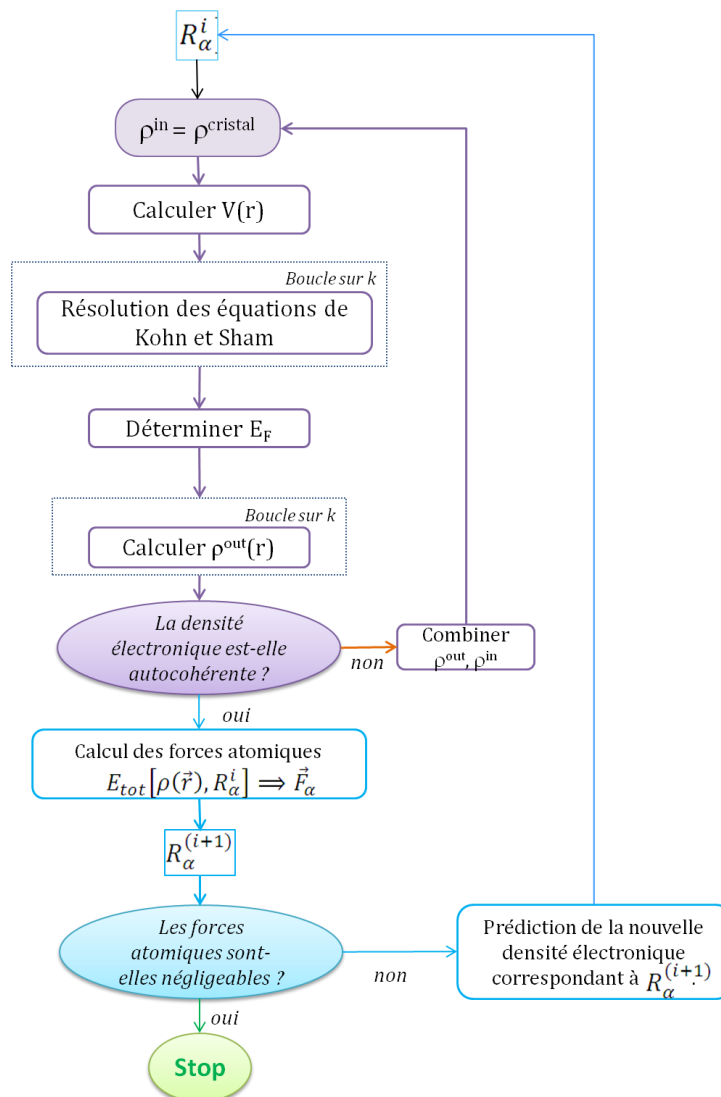 R_α^i
ρ^in = ρ^cristal
Calculer V(r)
Boucle sur k
Résolution des équations de
Kohn et Sham
Déterminer E_F
Boucle sur k
Calculer ρ^out(r)
La densité
électronique est-elle
autocohérente ?
non
Combiner
ρ^out, ρ^in
oui
Calcul des forces atomiques
E_tot[ρ(r⃗), R_α^i] ⟹ F⃗_α
R_α^(i+1)
Les forces
atomiques sont-
elles négligeables ?
non
Prédiction de la nouvelle
densité électronique
correspondant à R_α^(i+1).
oui
Stop